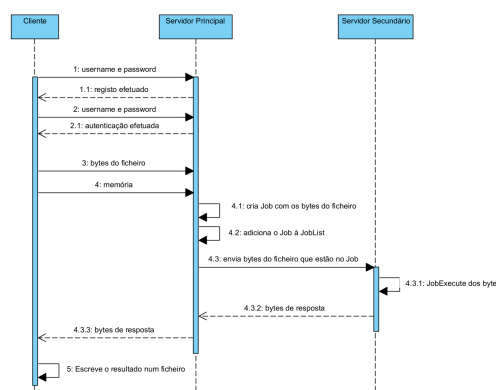 Cliente
Servidor Principal
Servidor Secundário
1: username e password
1.1: registo efetuado
2: username e password
2.1: autenticação efetuada
3: bytes do ficheiro
4: memória
4.1: cria Job com os bytes do ficheiro
4.2: adiciona o Job à JobList
4.3: envia bytes do ficheiro que estão no Job
4.3.1: JobExecute dos byte
4.3.2: bytes de resposta
4.3.3: bytes de resposta
5: Escreve o resultado num ficheiro